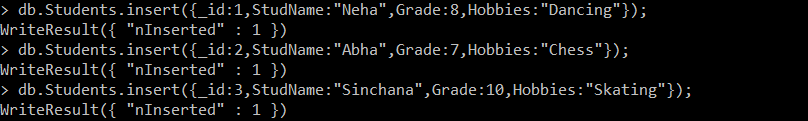 > db.Students.insert({_id:1,StudName:"Neha",Grade:8,Hobbies:"Dancing"});
WriteResult({ "nInserted" : 1 })
> db.Students.insert({_id:2,StudName:"Abha",Grade:7,Hobbies:"Chess"});
WriteResult({ "nInserted" : 1 })
> db.Students.insert({_id:3,StudName:"Sinchana",Grade:10,Hobbies:"Skating"});
WriteResult({ "nInserted" : 1 })